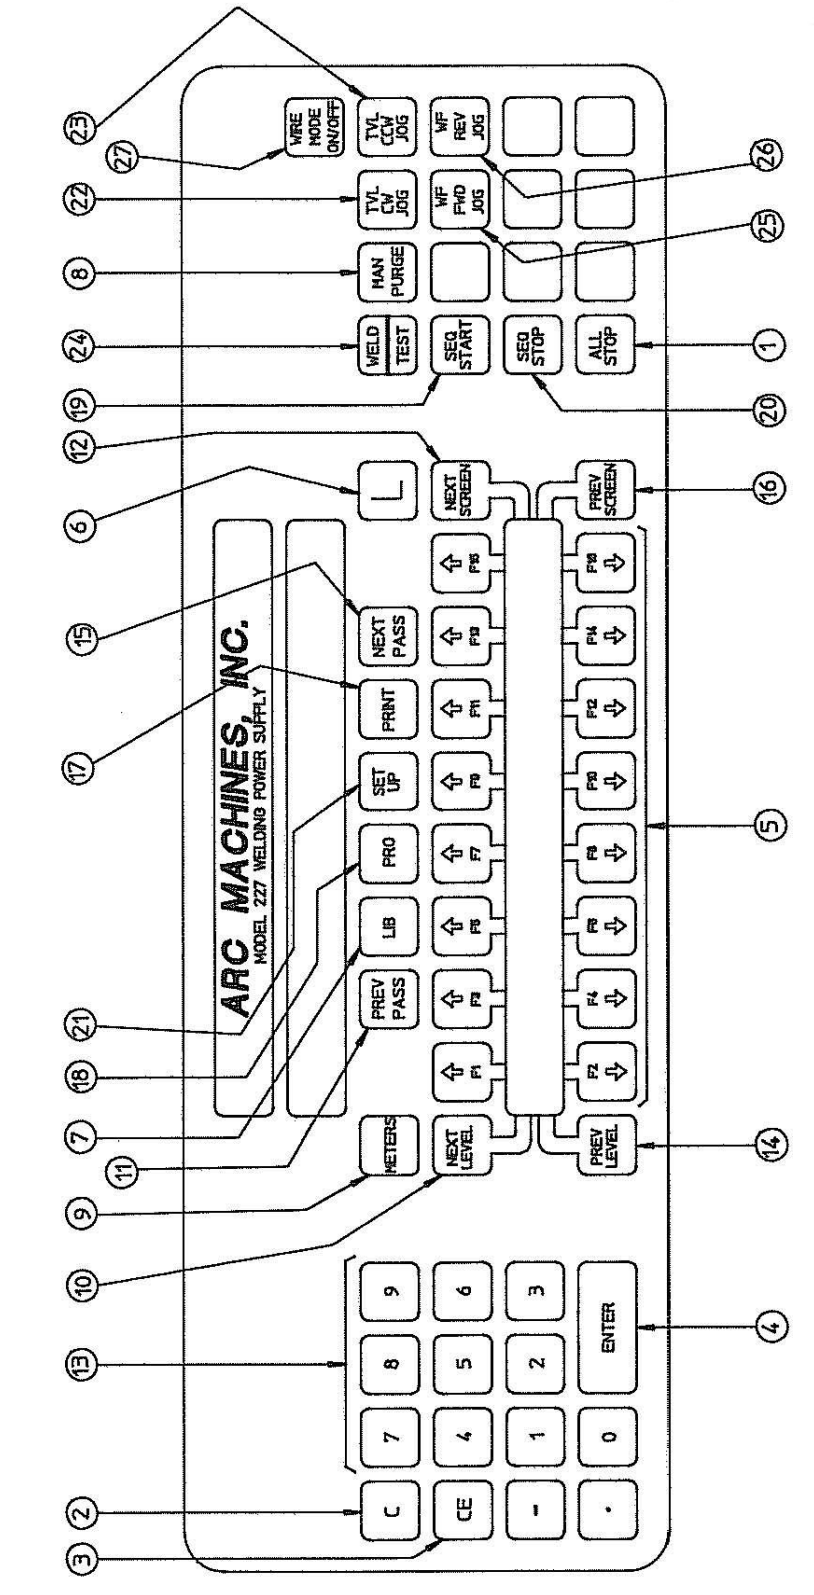 3
2
13
10
9
11
7
18
21
17
15
6
12
19
24
8
22
27
23
ARC MACHINES, INC.
MODEL 227 WELDING POWER SUPPLY
WIRE
MODE
ON/OFF
C
7
8
9
METERS
PREV
PASS
LIB
PRO
SET
UP
PRINT
NEXT
PASS
L
WELD
TEST
MAN
PURGE
TVL
CW
JOG
TVL
CCW
JOG
CE
4
5
6
NEXT
LEVEL
F1
F3
F5
F7
F9
F11
F13
F15
NEXT
SCREEN
SEQ
START
WF
FWD
JOG
WF
REV
JOG
-
1
2
3
SEQ
STOP
.
0
ENTER
PREV
LEVEL
F2
F4
F6
F8
F10
F12
F14
F16
PREV
SCREEN
ALL
STOP
4
14
5
16
20
1
25
26